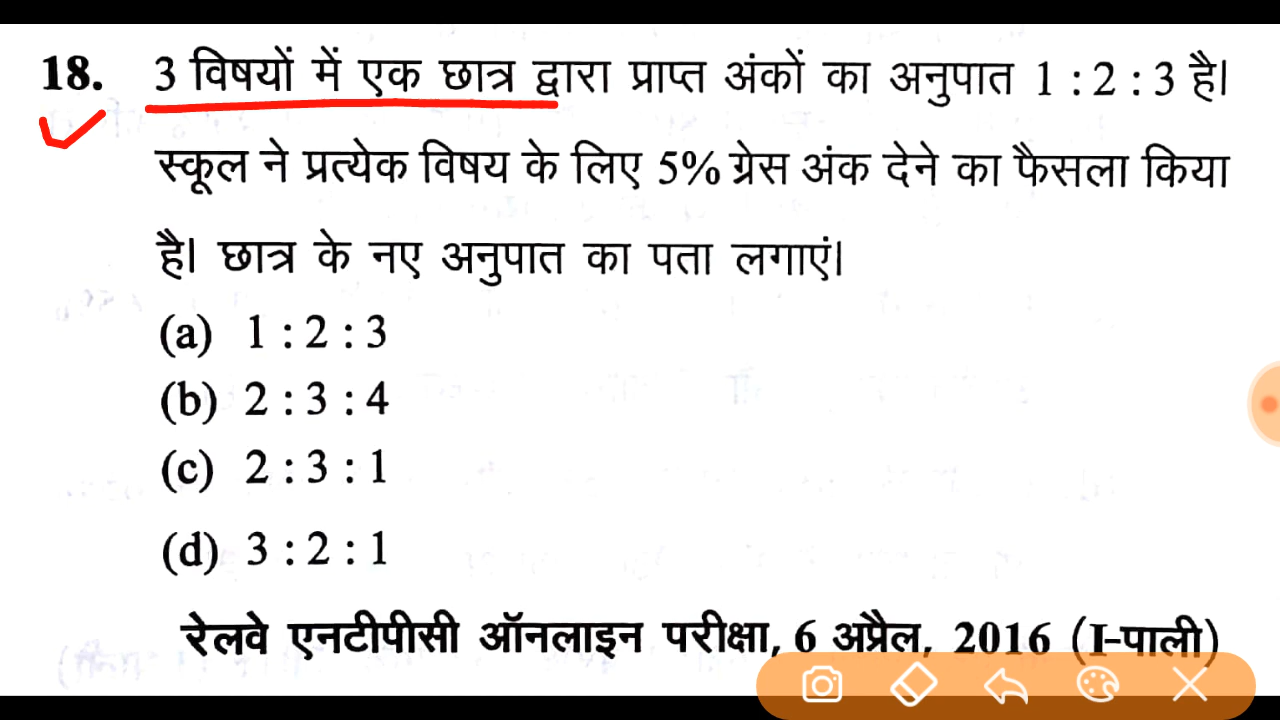 18. 3 विषयों में एक छात्र द्वारा प्राप्त अंकों का अनुपात 1 : 2 : 3 है।
स्कूल ने प्रत्येक विषय के लिए 5% ग्रेस अंक देने का फैसला किया
है। छात्र के नए अनुपात का पता लगाएं।
(a) 1 : 2 : 3
(b) 2 : 3 : 4
(c) 2 : 3 : 1
(d) 3 : 2 : 1
रेलवे एनटीपीसी ऑनलाइन परीक्षा, 6 अप्रैल, 2016 (I-पाली)